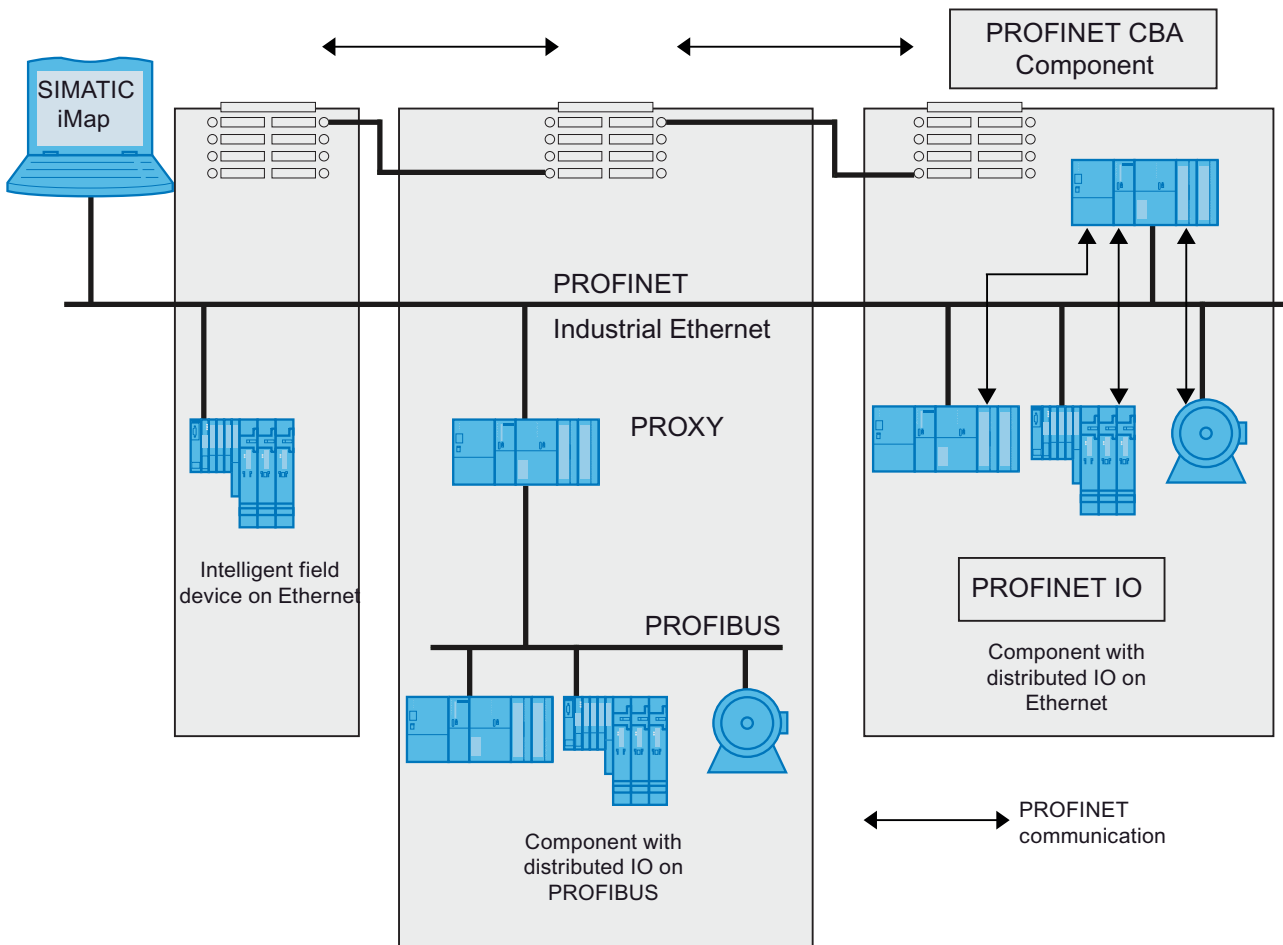 PROFINET CBA
Component
SIMATIC
iMap
PROFINET
Industrial Ethernet
PROXY
Intelligent field
device on Ethernet
PROFINET IO
PROFIBUS
Component with
distributed IO on
Ethernet
PROFINET
communication
Component with
distributed IO on
PROFIBUS